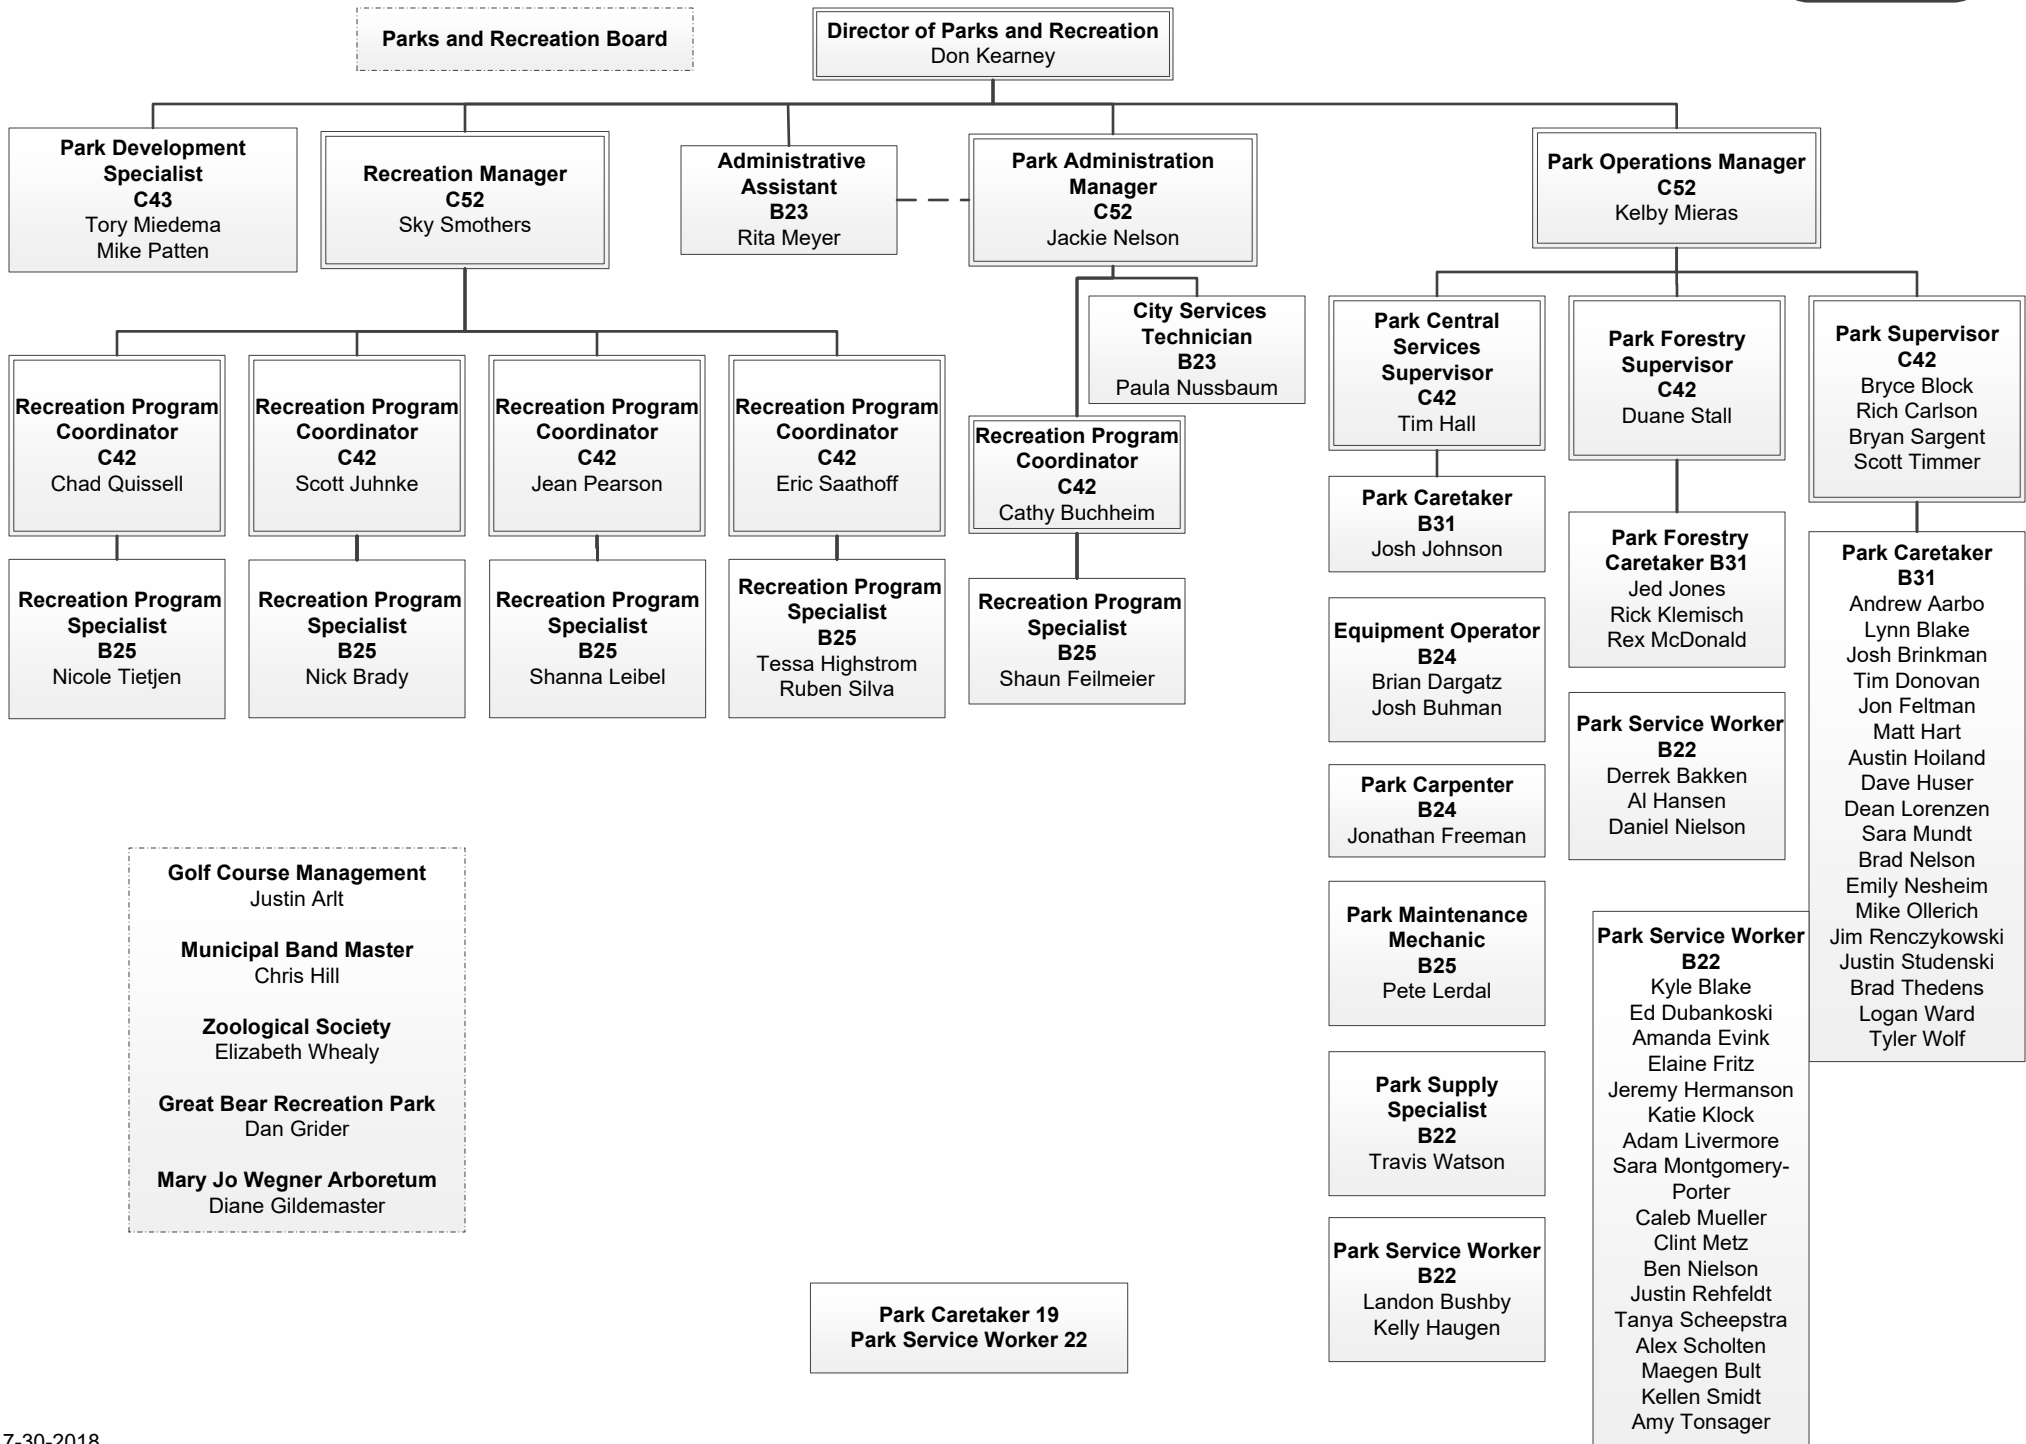 Parks and Recreation Board
Director of Parks and Recreation
Don Kearney
Park Development
Specialist
C43
Tory Miedema
Mike Patten
Recreation Manager
C52
Sky Smothers
Administrative
Assistant
B23
Rita Meyer
Park Administration
Manager
C52
Jackie Nelson
Park Operations Manager
C52
Kelby Mieras
Recreation Program
Coordinator
C42
Chad Quissell
Recreation Program
Coordinator
C42
Scott Juhnke
Recreation Program
Coordinator
C42
Jean Pearson
Recreation Program
Coordinator
C42
Eric Saathoff
City Services
Technician
B23
Paula Nussbaum
Recreation Program
Coordinator
C42
Cathy Buchheim
Park Central
Services
Supervisor
C42
Tim Hall
Park Forestry
Supervisor
C42
Duane Stall
Park Supervisor
C42
Bryce Block
Rich Carlson
Bryan Sargent
Scott Timmer
Recreation Program
Specialist
B25
Nicole Tietjen
Recreation Program
Specialist
B25
Nick Brady
Recreation Program
Specialist
B25
Shanna Leibel
Recreation Program
Specialist
B25
Tessa Highstrom
Ruben Silva
Recreation Program
Specialist
B25
Shaun Feilmeier
Park Caretaker
B31
Josh Johnson
Equipment Operator
B24
Brian Dargatz
Josh Buhman
Park Carpenter
B24
Jonathan Freeman
Park Maintenance
Mechanic
B25
Pete Lerdal
Park Supply
Specialist
B22
Travis Watson
Park Service Worker
B22
Landon Bushby
Kelly Haugen
Park Forestry
Caretaker B31
Jed Jones
Rick Klemisch
Rex McDonald
Park Service Worker
B22
Derrek Bakken
Al Hansen
Daniel Nielson
Park Service Worker
B22
Kyle Blake
Ed Dubankoski
Amanda Evink
Elaine Fritz
Jeremy Hermanson
Katie Klock
Adam Livermore
Sara Montgomery-
Porter
Caleb Mueller
Clint Metz
Ben Nielson
Justin Rehfeldt
Tanya Scheepstra
Alex Scholten
Maegen Bult
Kellen Smidt
Amy Tonsager
Park Caretaker
B31
Andrew Aarbo
Lynn Blake
Josh Brinkman
Tim Donovan
Jon Feltman
Matt Hart
Austin Hoiland
Dave Huser
Dean Lorenzen
Sara Mundt
Brad Nelson
Emily Nesheim
Mike Ollerich
Jim Renczykowski
Justin Studenski
Brad Thedens
Logan Ward
Tyler Wolf
Golf Course Management
Justin Arlt
Municipal Band Master
Chris Hill
Zoological Society
Elizabeth Whealy
Great Bear Recreation Park
Dan Grider
Mary Jo Wegner Arboretum
Diane Gildemaster
Park Caretaker 19
Park Service Worker 22
7-30-2018